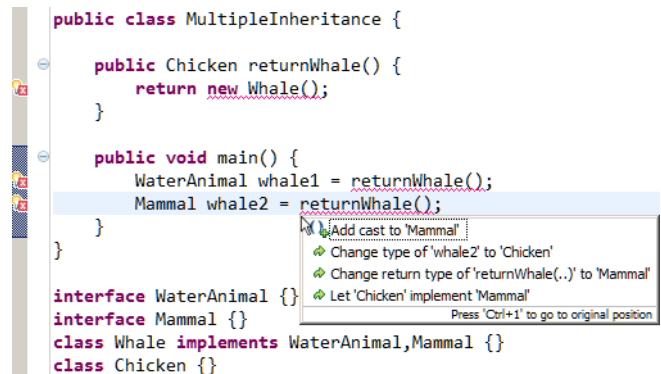 public class MultipleInheritance {
public Chicken returnWhale() {
return new Whale();
}
public void main() {
WaterAnimal whale1 = returnWhale();
Mammal whale2 = returnWhale();
}
}
Add cast to 'Mammal'
Change type of 'whale2' to 'Chicken'
Change return type of 'returnWhale(..)' to 'Mammal'
Let 'Chicken' implement 'Mammal'
Press 'Ctrl+1' to go to original position
interface WaterAnimal {}
interface Mammal {}
class Whale implements WaterAnimal,Mammal {}
class Chicken {}